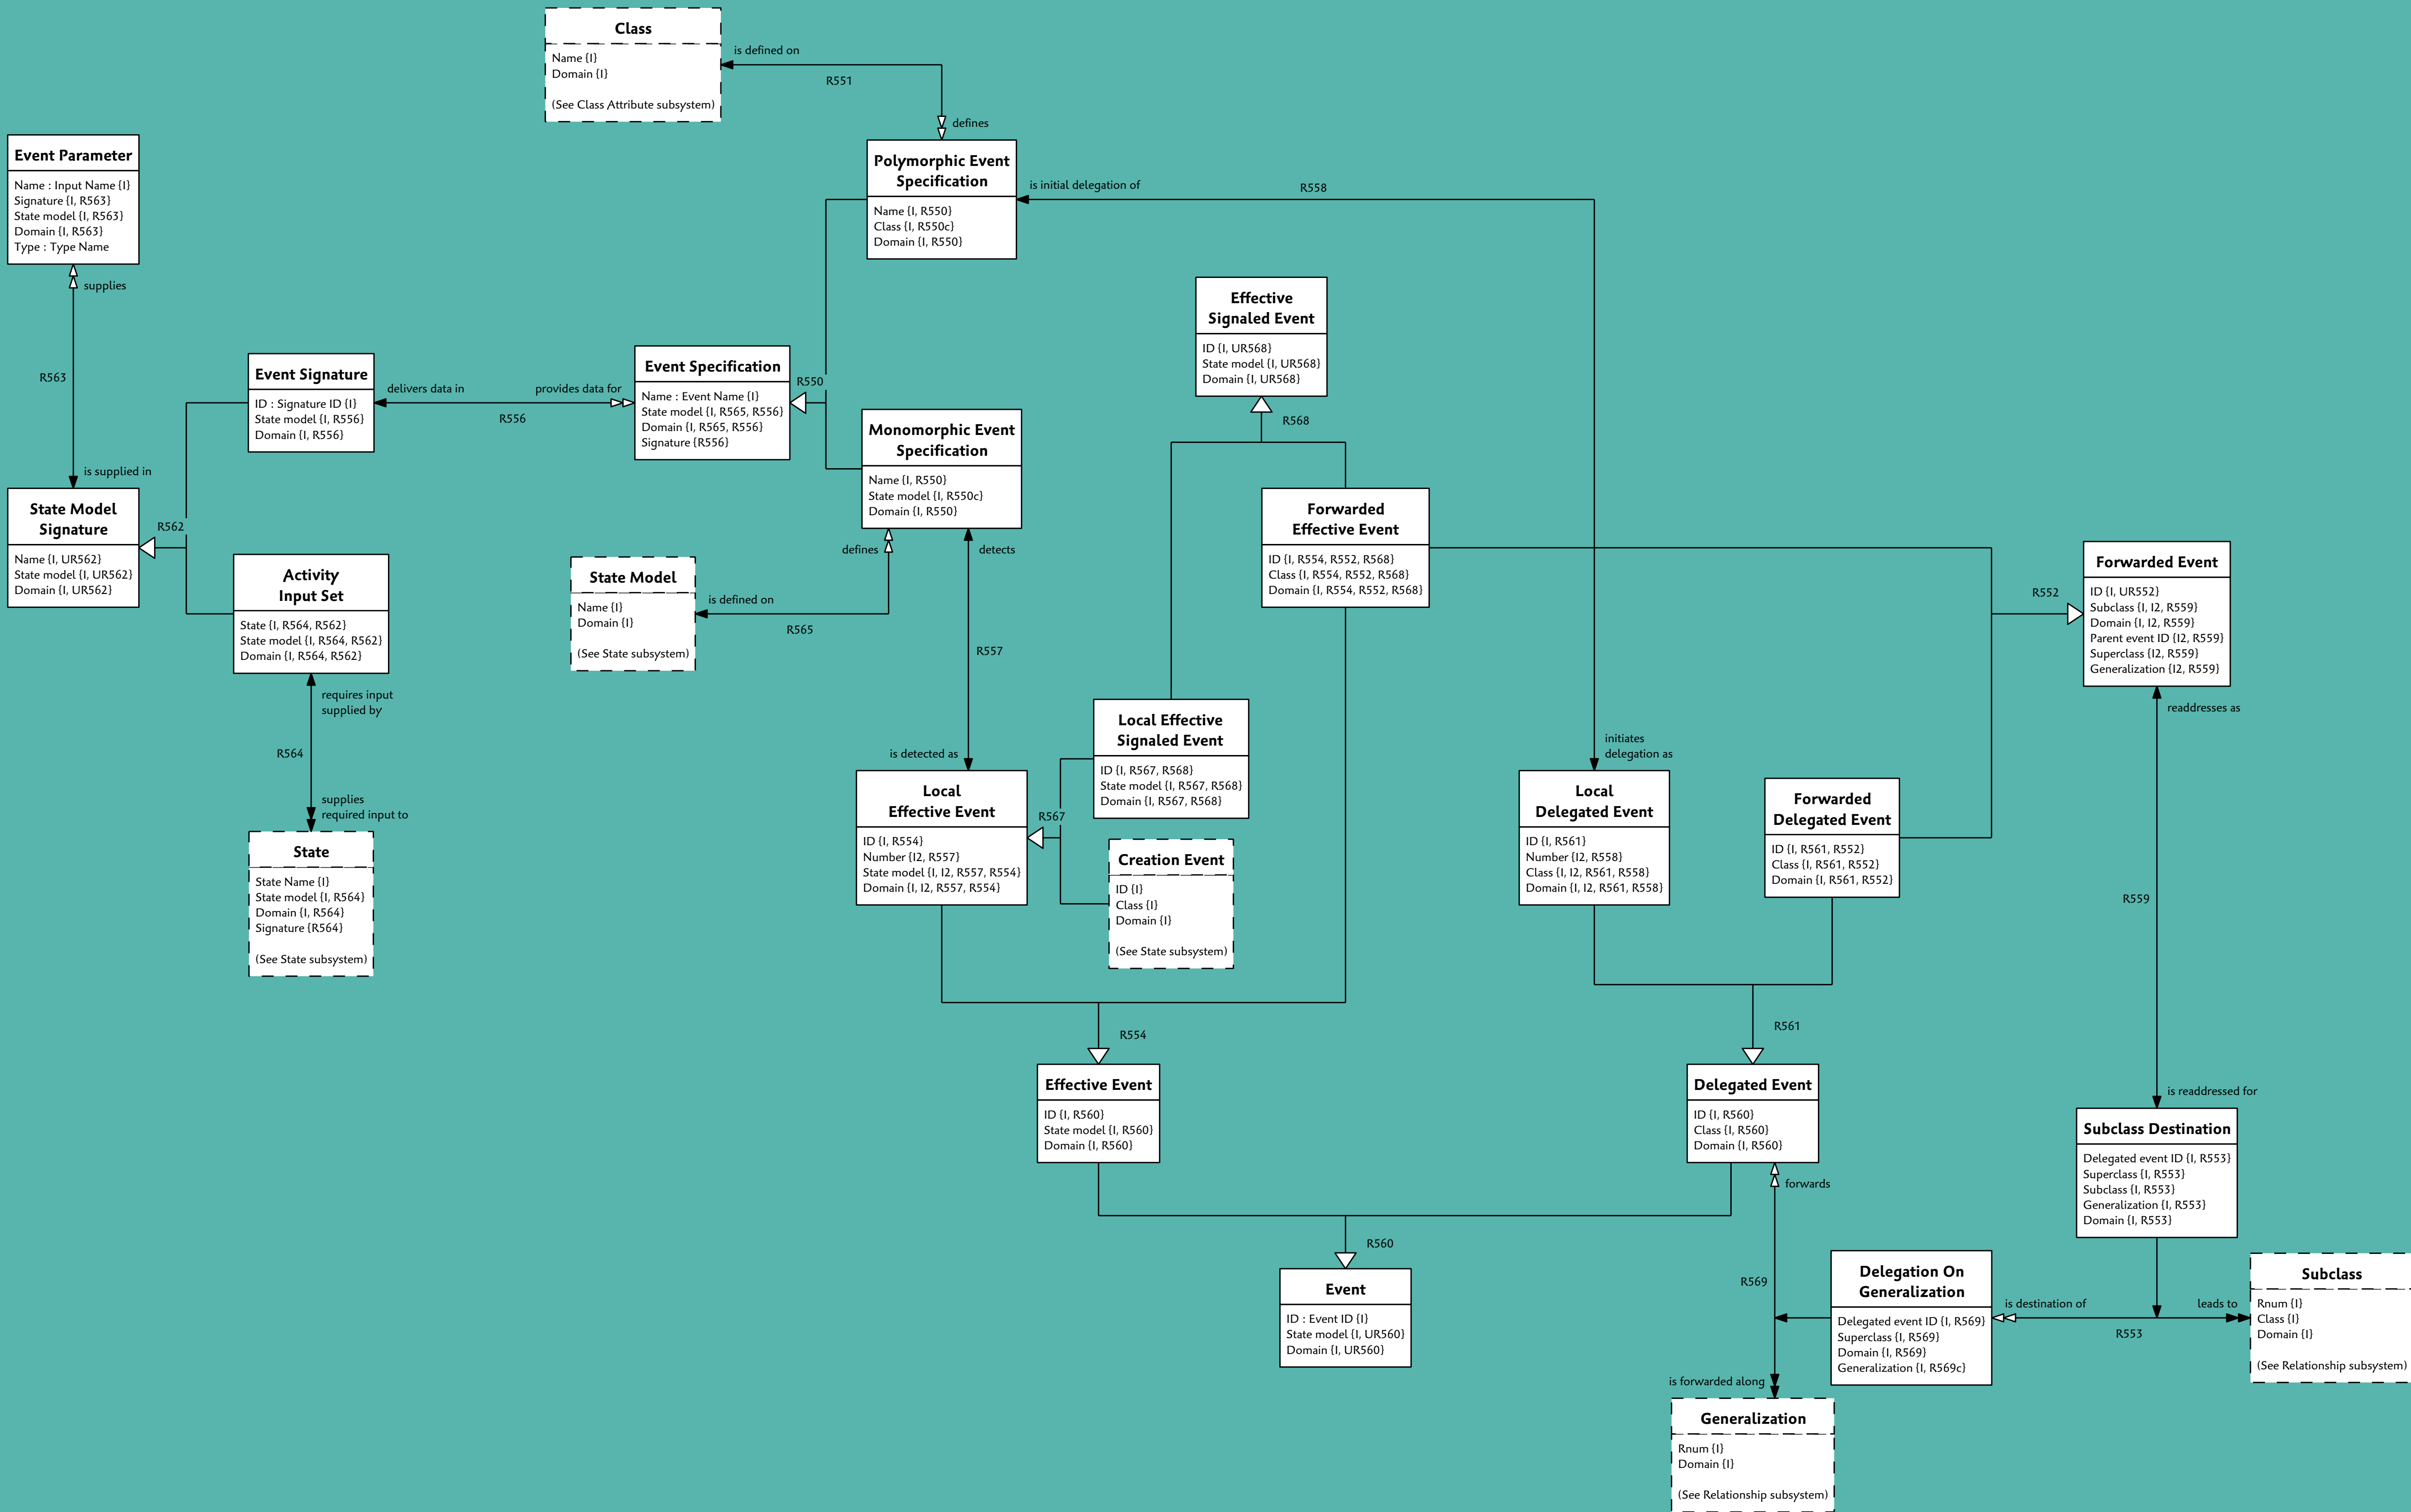 Class
Name {I}
Domain {I}
(See Class Attribute subsystem)
is defined on
R551
defines
Event Parameter
Name : Input Name {I}
Signature {I, R563}
State model {I, R563}
Domain {I, R563}
Type : Type Name
supplies
R563
is supplied in
Polymorphic Event
Specification
Name {I, R550}
Class {I, R550c}
Domain {I, R550}
is initial delegation of
R558
Effective
Signaled Event
ID {I, UR568}
State model {I, UR568}
Domain {I, UR568}
R568
Event Signature
ID : Signature ID {I}
State model {I, R556}
Domain {I, R556}
delivers data in
provides data for
R556
Event Specification
Name : Event Name {I}
State model {I, R565, R556}
Domain {I, R565, R556}
Signature {R556}
R550
Monomorphic Event
Specification
Name {I, R550}
State model {I, R550c}
Domain {I, R550}
defines
detects
State Model
Signature
Name {I, UR562}
State model {I, UR562}
Domain {I, UR562}
R562
Activity
Input Set
State {I, R564, R562}
State model {I, R564, R562}
Domain {I, R564, R562}
requires input
supplied by
R564
supplies
required input to
State
State Name {I}
State model {I, R564}
Domain {I, R564}
Signature {R564}
(See State subsystem)
State Model
Name {I}
Domain {I}
(See State subsystem)
is defined on
R565
R557
is detected as
Forwarded
Effective Event
ID {I, R554, R552, R568}
Class {I, R554, R552, R568}
Domain {I, R554, R552, R568}
Forwarded Event
ID {I, UR552}
Subclass {I, I2, R559}
Domain {I, I2, R559}
Parent event ID {I2, R559}
Superclass {I2, R559}
Generalization {I2, R559}
R552
readdresses as
R559
is readdressed for
Local Effective
Signaled Event
ID {I, R567, R568}
State model {I, R567, R568}
Domain {I, R567, R568}
Local
Effective Event
ID {I, R554}
Number {I2, R557}
State model {I, I2, R557, R554}
Domain {I, I2, R557, R554}
R567
Creation Event
ID {I}
Class {I}
Domain {I}
(See State subsystem)
initiates
delegation as
Local
Delegated Event
ID {I, R561}
Number {I2, R558}
Class {I, I2, R561, R558}
Domain {I, I2, R561, R558}
Forwarded
Delegated Event
ID {I, R561, R552}
Class {I, R561, R552}
Domain {I, R561, R552}
R554
R561
Effective Event
ID {I, R560}
State model {I, R560}
Domain {I, R560}
Delegated Event
ID {I, R560}
Class {I, R560}
Domain {I, R560}
forwards
R560
Event
ID : Event ID {I}
State model {I, UR560}
Domain {I, UR560}
R569
is forwarded along
Subclass Destination
Delegated event ID {I, R553}
Superclass {I, R553}
Subclass {I, R553}
Generalization {I, R553}
Domain {I, R553}
Delegation On
Generalization
Delegated event ID {I, R569}
Superclass {I, R569}
Domain {I, R569}
Generalization {I, R569c}
is destination of
leads to
R553
Subclass
Rnum {I}
Class {I}
Domain {I}
(See Relationship subsystem)
Generalization
Rnum {I}
Domain {I}
(See Relationship subsystem)